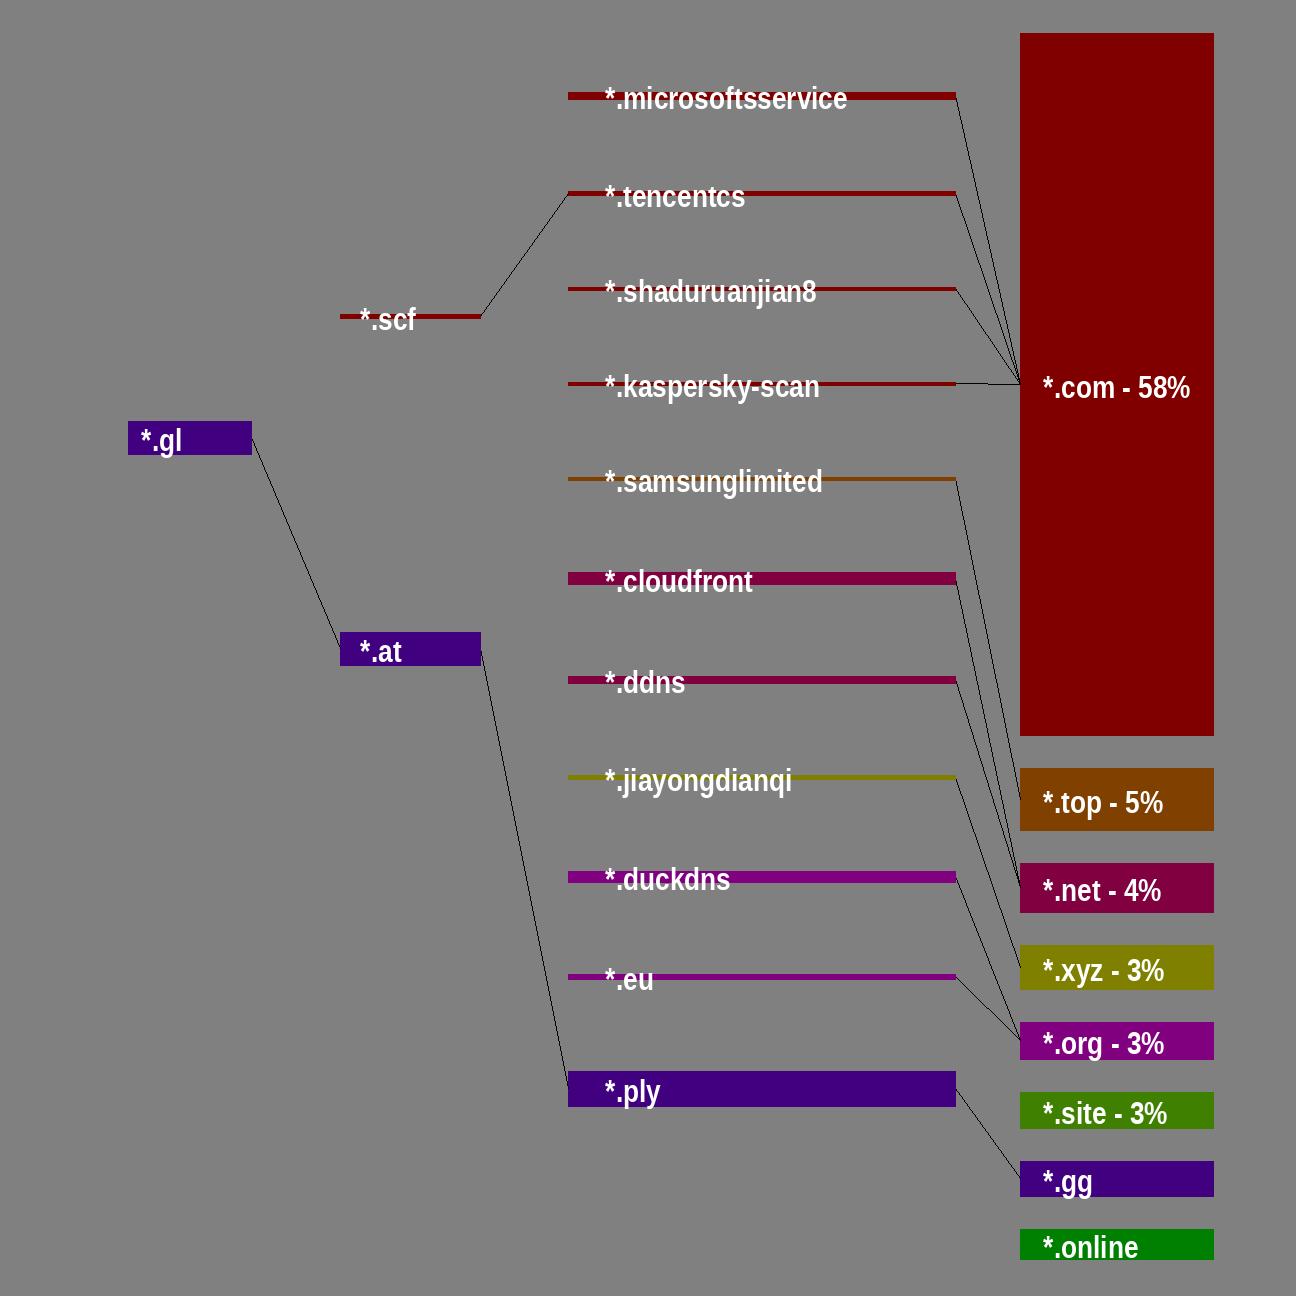 *.microsoftsservice
*.tencentcs
*.shaduruanjian8
*.scf
*.kaspersky-scan
*.com - 58%
*.gl
*.samsunglimited
*.cloudfront
*.at
*.ddns
*.jiayongdianqi
*.top - 5%
*.duckdns
*.net - 4%
*.eu
*.xyz - 3%
*.org - 3%
*.ply
*.site - 3%
*.gg
*.online